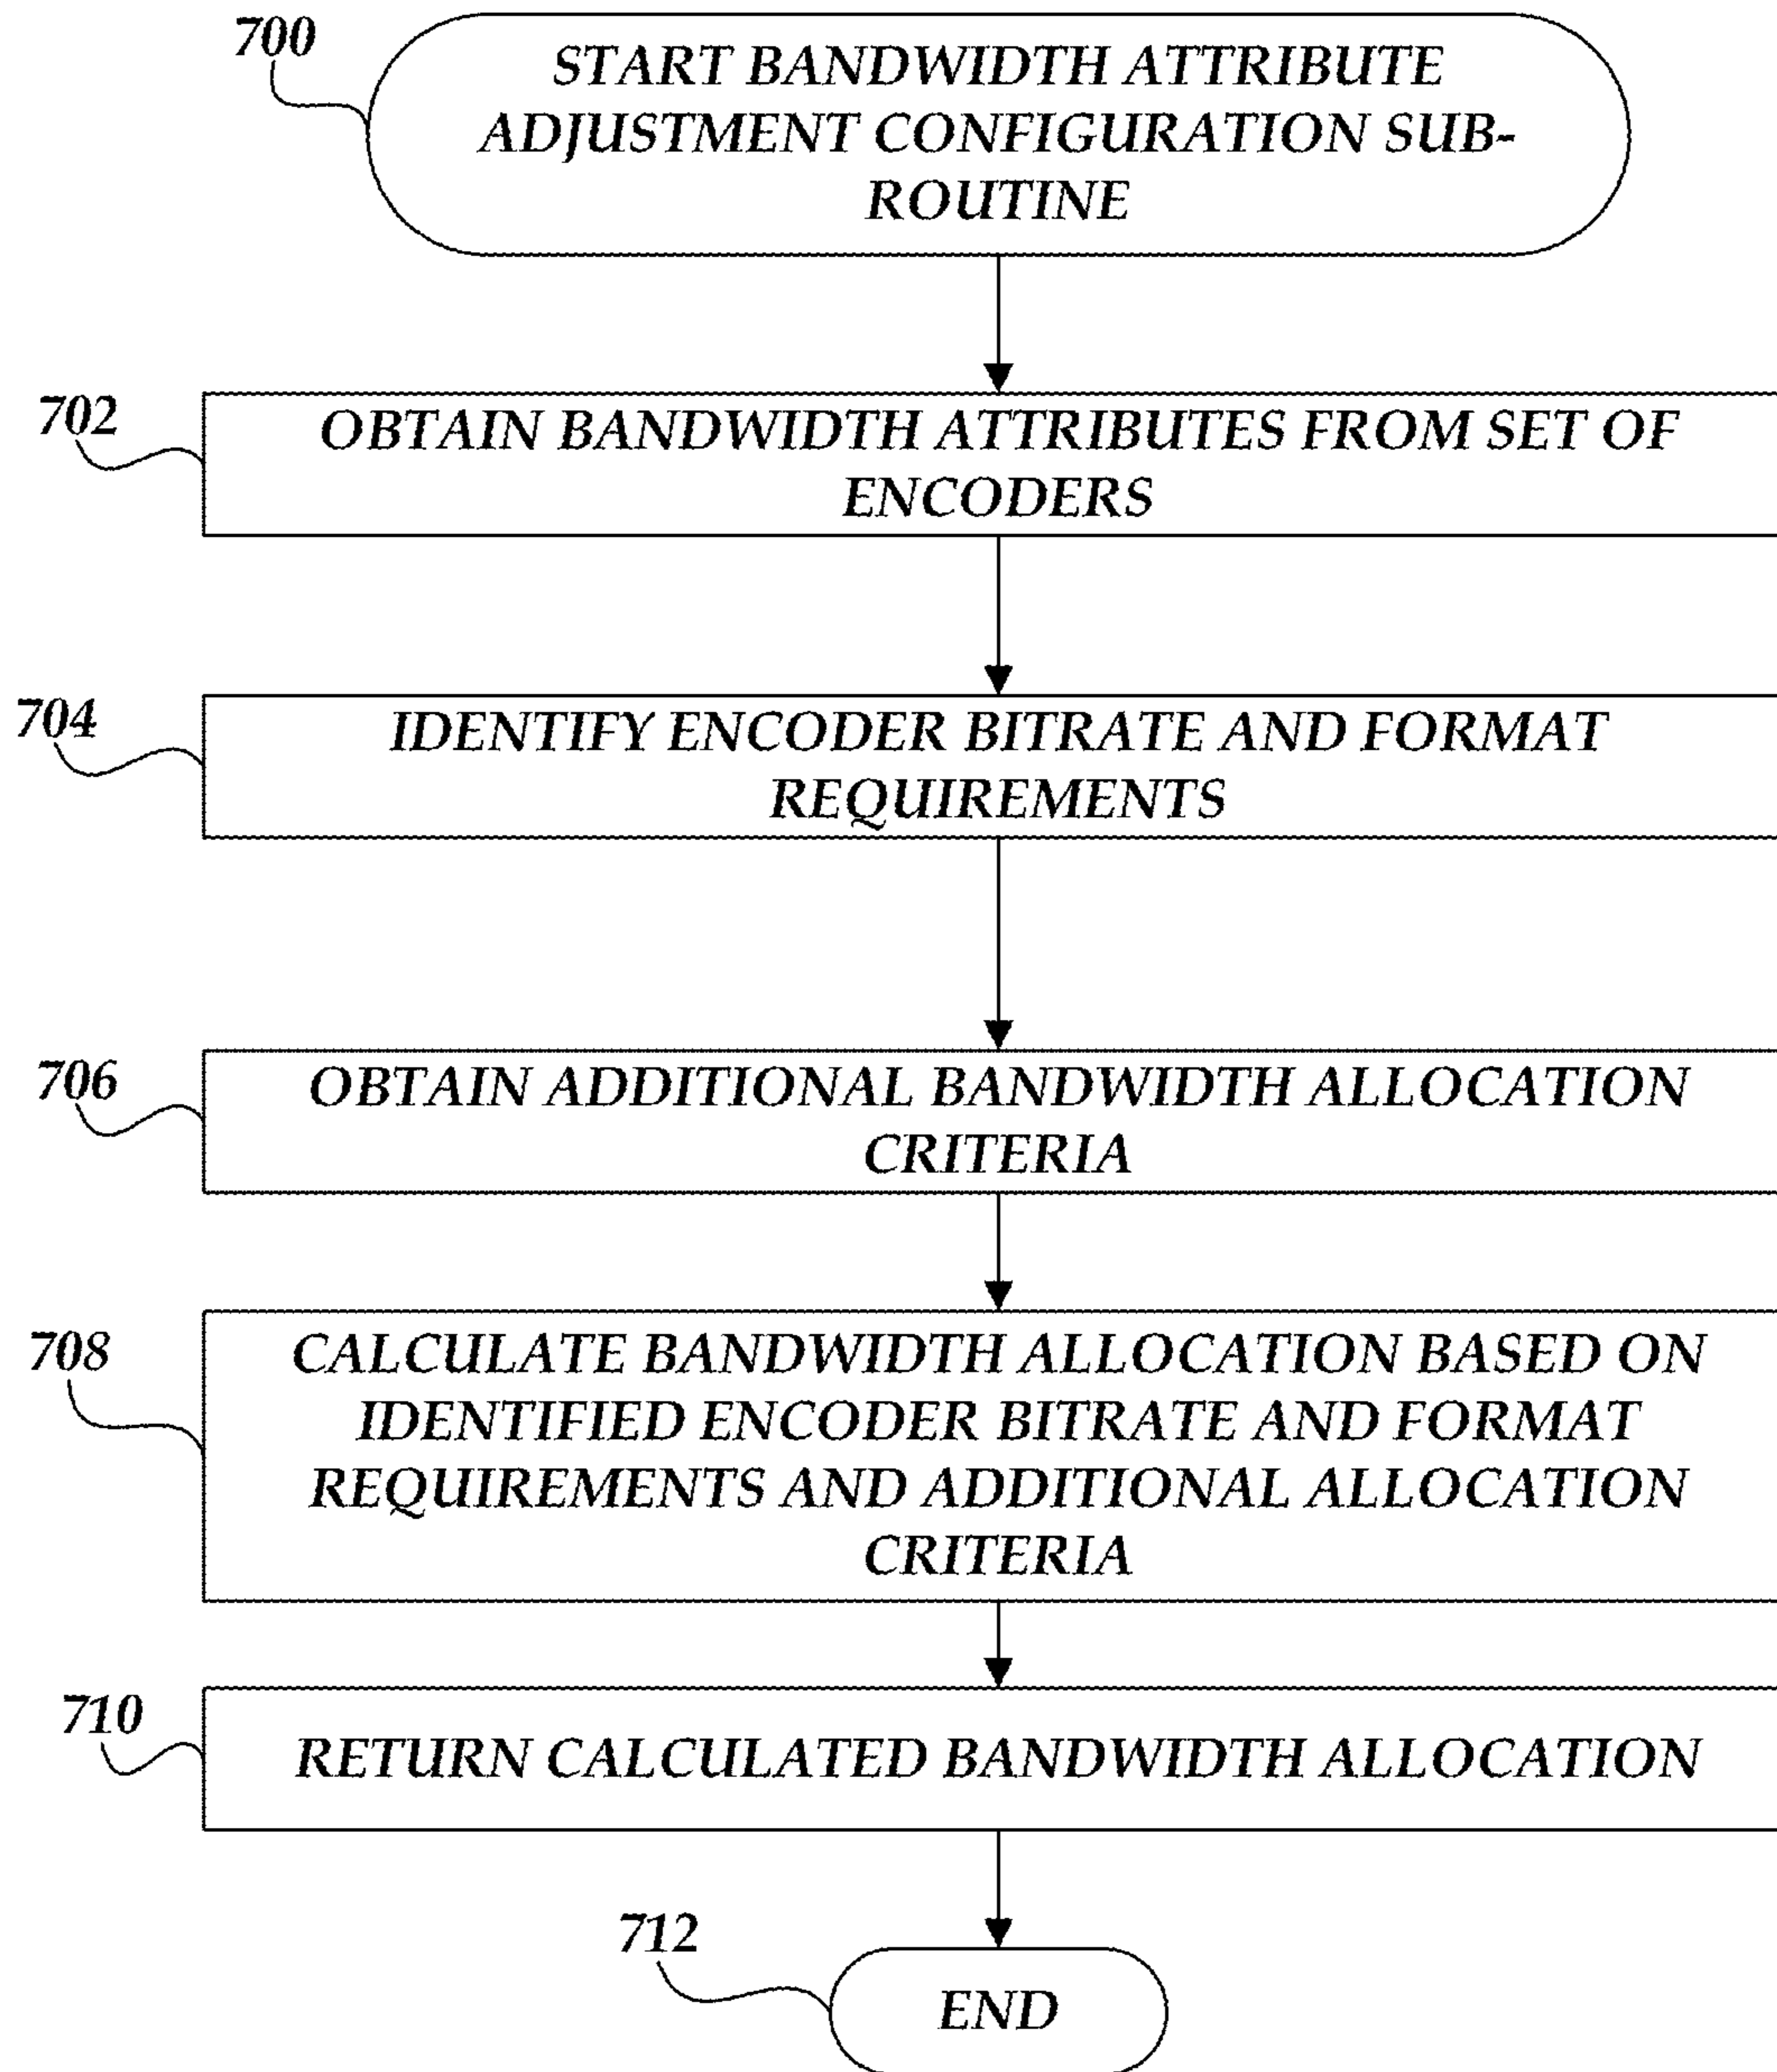 700
START BANDWIDTH ATTRIBUTE
ADJUSTMENT CONFIGURATION SUB-
ROUTINE
702
OBTAIN BANDWIDTH ATTRIBUTES FROM SET OF
ENCODERS
704
IDENTIFY ENCODER BITRATE AND FORMAT
REQUIREMENTS
706
OBTAIN ADDITIONAL BANDWIDTH ALLOCATION
CRITERIA
708
CALCULATE BANDWIDTH ALLOCATION BASED ON
IDENTIFIED ENCODER BITRATE AND FORMAT
REQUIREMENTS AND ADDITIONAL ALLOCATION
CRITERIA
710
RETURN CALCULATED BANDWIDTH ALLOCATION
712
END